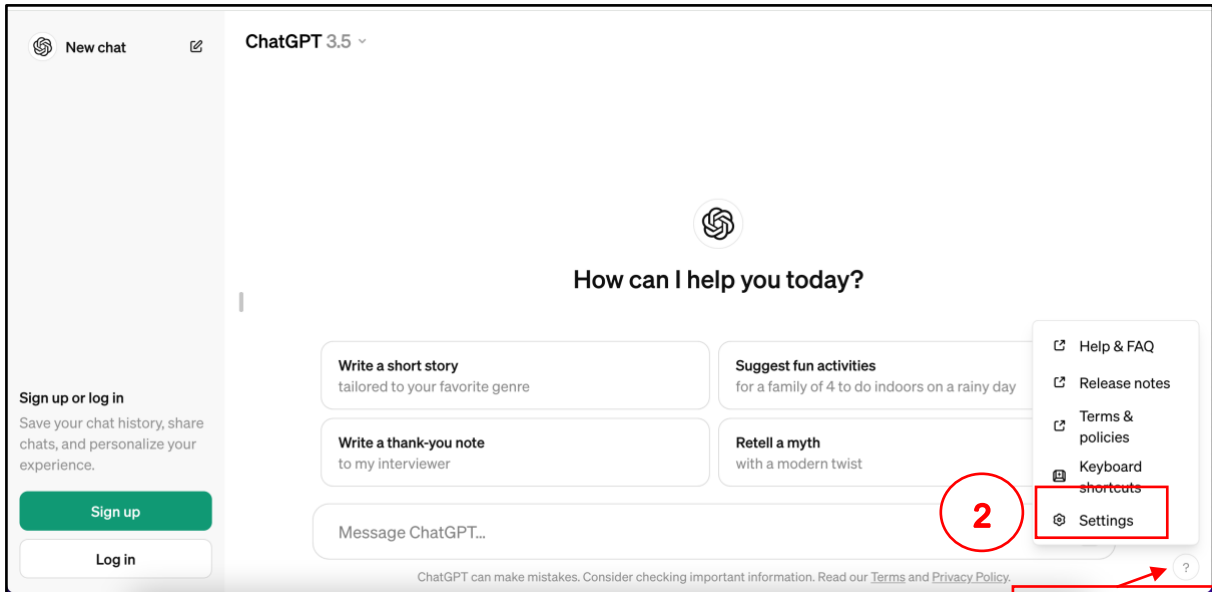 New chat
ChatGPT 3.5
How can I help you today?
Write a short story
tailored to your favorite genre
Suggest fun activities
for a family of 4 to do indoors on a rainy day
Write a thank-you note
to my interviewer
Retell a myth
with a modern twist
Help & FAQ
Release notes
Terms &
policies
Keyboard
shortcuts
Settings
2
Sign up or log in
Save your chat history, share
chats, and personalize your
experience.
Sign up
Log in
Message ChatGPT...
ChatGPT can make mistakes. Consider checking important information. Read our Terms and Privacy Policy.
?